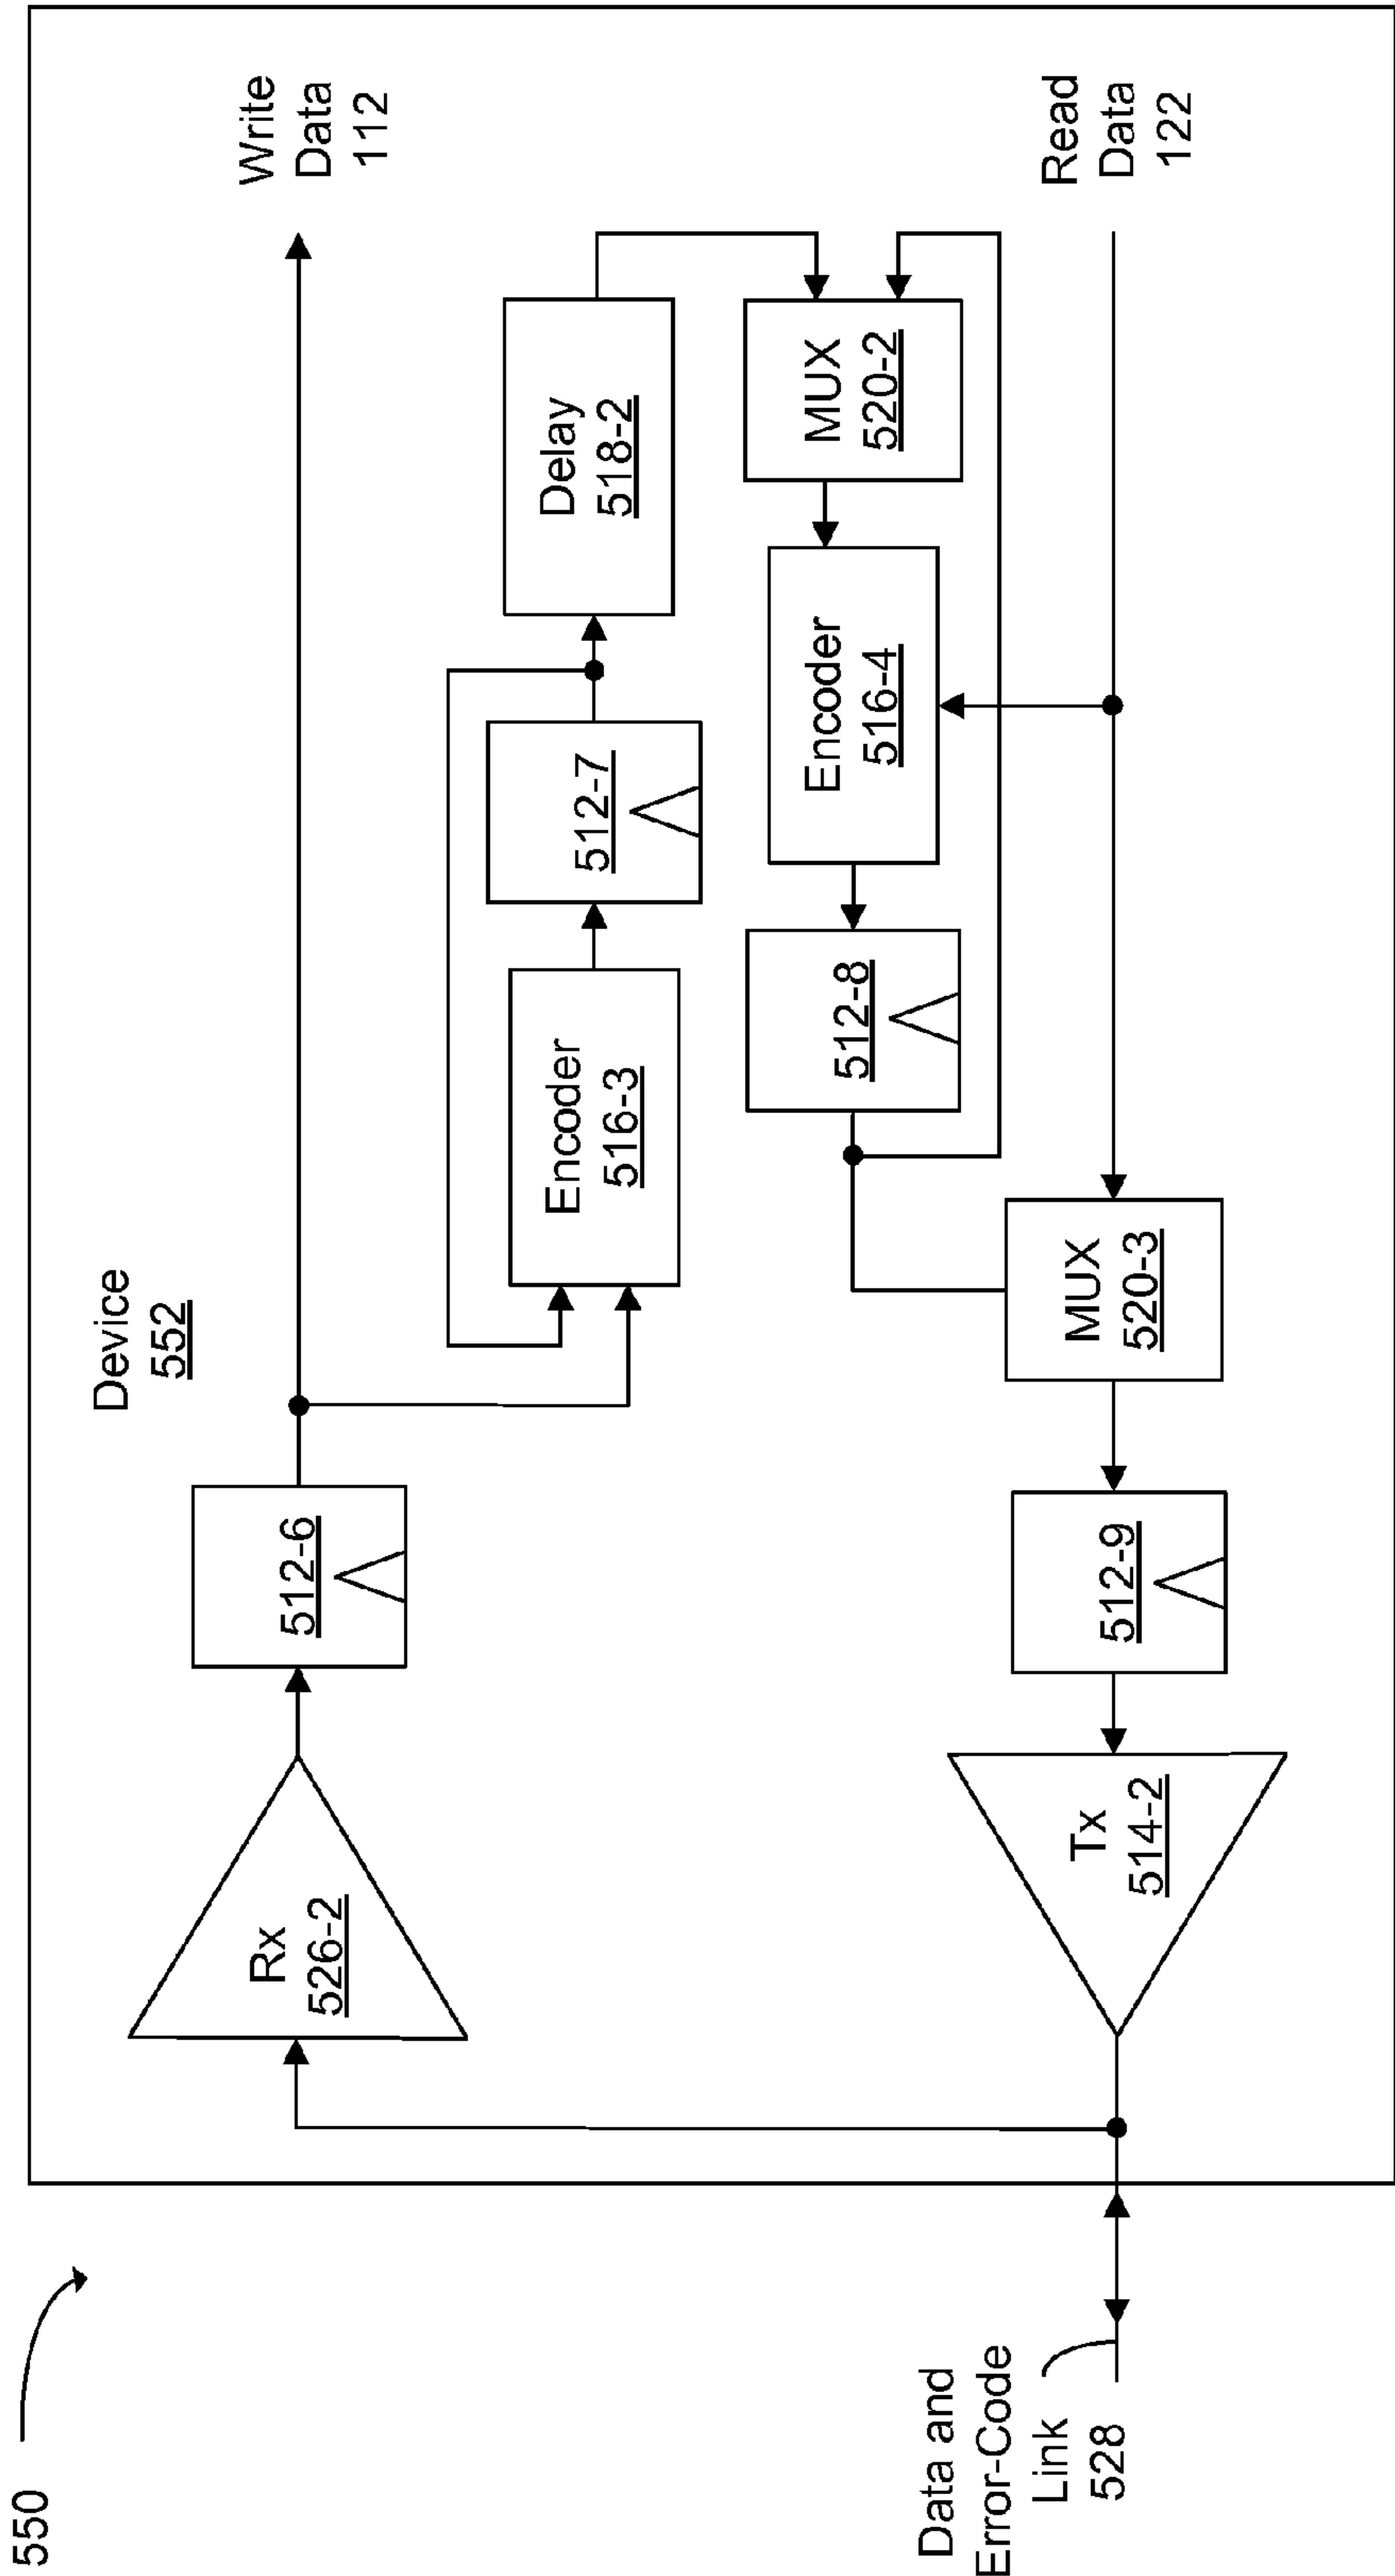 550
Device
552
Write
Data
112
Rx
526-2
512-6
Encoder
516-3
512-7
Delay
518-2
MUX
520-2
Encoder
516-4
512-8
Read
Data
122
MUX
520-3
512-9
Tx
514-2
Data and
Error-Code
Link
528